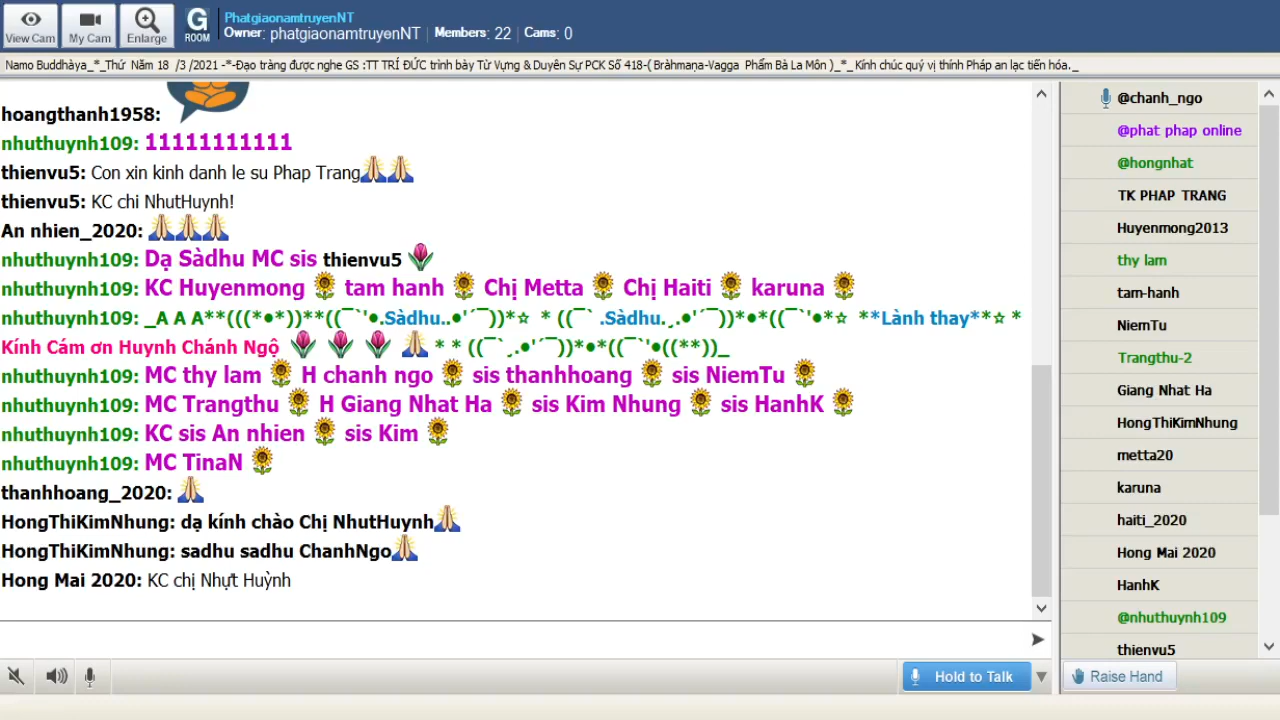 PhatgiaonamtruyenNT
View Cam
My Cam
Enlarge
G
ROOM
Owner: phatgiaonamtruyenNT | Members: 22 | Cams: 0
Namo Buddhàya_*_Thứ Năm 18 /3 /2021 -*-Đạo tràng được nghe GS :TT TRÍ ĐỨC trình bày Từ Vựng & Duyên Sự PCK Số 418-( Bràhmaṇa-Vagga Phẩm Bà La Môn )_*_Kính chúc quý vị thính Pháp an lạc tiến hóa._
hoangthanh1958:
nhuthuynh109: 11111111111
thienvu5: Con xin kinh danh le su Phap Trang🙏🙏
thienvu5: KC chi NhutHuynh!
An nhien_2020: 🙏🙏🙏
nhuthuynh109: Dạ Sàdhu MC sis thienvu5 🌷
nhuthuynh109: KC Huyenmong 🌻 tam hanh 🌻 Chị Metta 🌻 Chị Haiti 🌻 karuna 🌻
nhuthuynh109: _A A A**(((*•*))**((¯`'•.Sàdhu..•'´¯))*☆ * ((¯` .Sàdhu.¸.•'´¯))*•*((¯`'•*☆ **Lành thay**☆ *
Kính Cám ơn Huynh Chánh Ngộ 🌷 🌷 🌷 🙏 * * ((¯`¸.•'´¯))*•*((¯`'•((**))_
nhuthuynh109: MC thy lam 🌻 H chanh ngo 🌻 sis thanhhoang 🌻 sis NiemTu 🌻
nhuthuynh109: MC Trangthu 🌻 H Giang Nhat Ha 🌻 sis Kim Nhung 🌻 sis HanhK 🌻
nhuthuynh109: KC sis An nhien 🌻 sis Kim 🌻
nhuthuynh109: MC TinaN 🌻
thanhhoang_2020: 🙏
HongThiKimNhung: dạ kính chào Chị NhutHuynh🙏
HongThiKimNhung: sadhu sadhu ChanhNgo🙏
Hong Mai 2020: KC chị Nhựt Huỳnh
@chanh_ngo
@phat phap online
@hongnhat
TK PHAP TRANG
Huyenmong2013
thy lam
tam-hanh
NiemTu
Trangthu-2
Giang Nhat Ha
HongThiKimNhung
metta20
karuna
haiti_2020
Hong Mai 2020
HanhK
@nhuthuynh109
thienvu5
Hold to Talk
Raise Hand